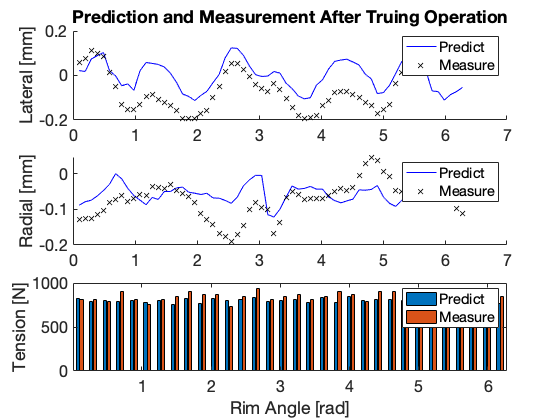 Prediction and Measurement After Truing Operation
Lateral [mm]
0.2
0
-0.2
Predict
Measure
0 1 2 3 4 5 6 7
Radial [mm]
0
-0.1
-0.2
Predict
Measure
0 1 2 3 4 5 6 7
Tension [N]
1000
500
0
Predict
Measure
1 2 3 4 5 6
Rim Angle [rad]